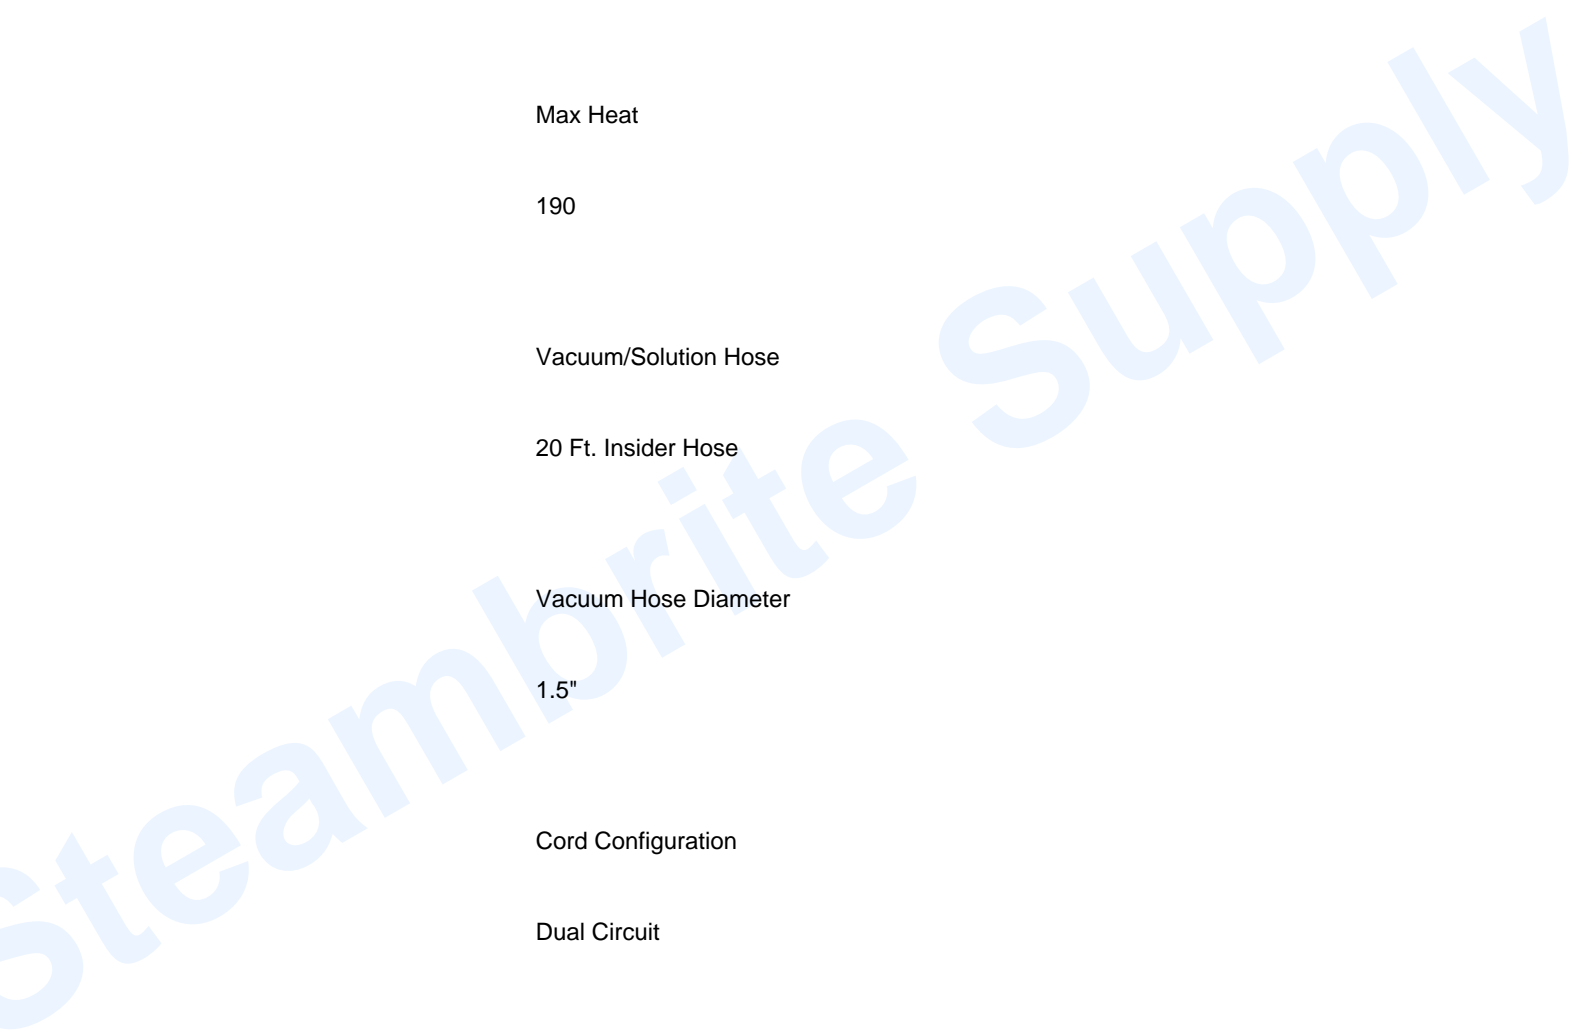 Max Heat
190
Vacuum/Solution Hose
20 Ft. Insider Hose
Vacuum Hose Diameter
1.5"
Cord Configuration
Dual Circuit
Steambrite Supply